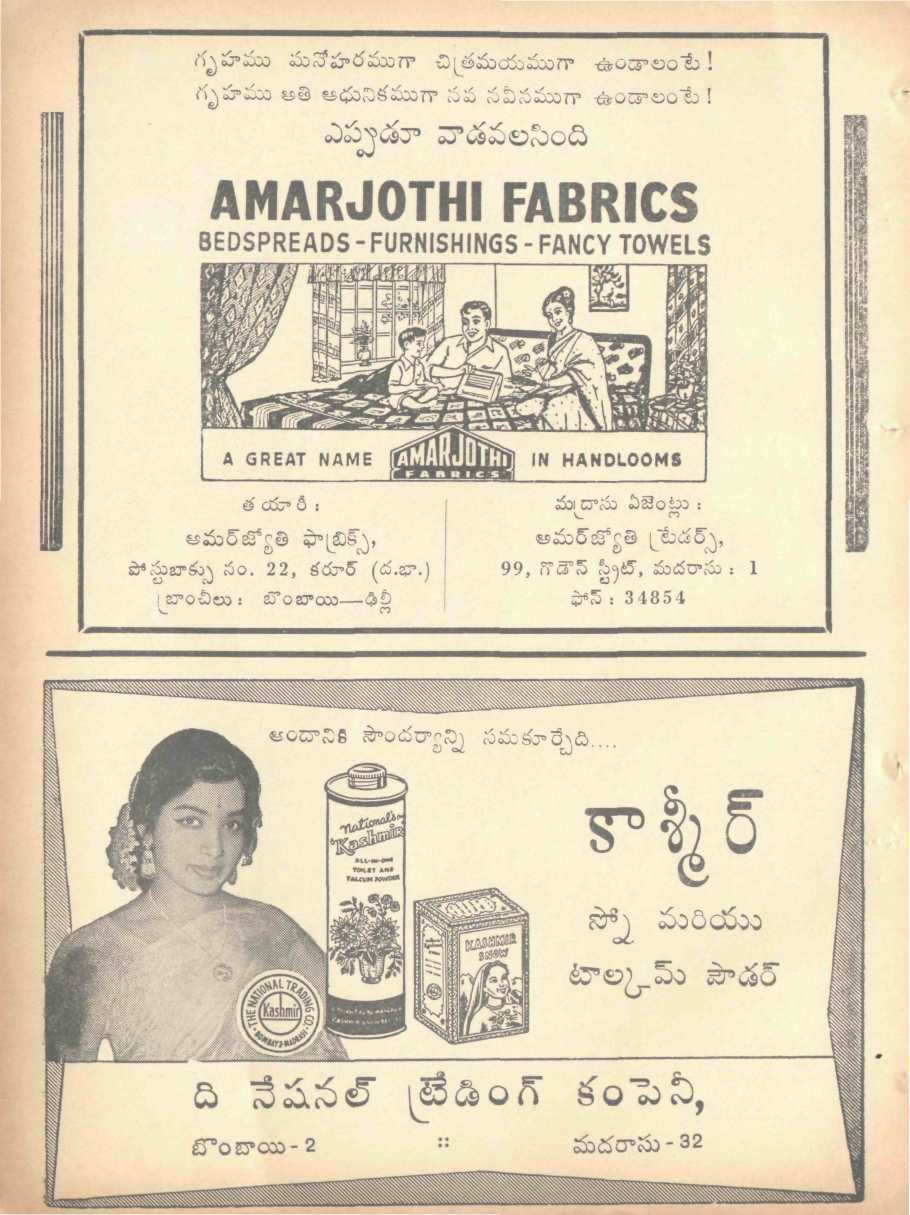 గృహము మనోహరముగా చిత్రమయముగా ఉండాలంటే!
గృహము అతి ఆధునికముగా నవ నవీనముగా ఉండాలంటే!
ఎప్పుడూ వాడవలసింది
AMARJOTHI FABRICS
BEDSPREADS - FURNISHINGS - FANCY TOWELS
A GREAT NAME AMARJOTHI FABRICS IN HANDLOOMS
తయారీ :
అమర్‌జ్యోతి ఫాబ్రిక్స్,
పోస్టుబాక్సు నం. 22, కరూర్ (ద.భా.)
బ్రాంచీలు : బొంబాయి—ఢిల్లీ
మద్రాసు ఏజెంట్లు :
అమర్‌జ్యోతి ట్రేడర్స్,
99, గొడౌన్ స్ట్రీట్, మదరాసు : 1
ఫోన్ : 34854
అందానికి సౌందర్యాన్ని సమకూర్చేది....
National's
Kashmir
ALL-IN-ONE
TOILET AND
TALCUM POWDER
KASHMIR
SNOW
THE NATIONAL TRADING CO.
Kashmir
BOMBAY2-MADRAS
కాశ్మీర్
స్నో మరియు
టాల్కమ్ పౌడర్
ది నేషనల్ ట్రేడింగ్ కంపెనీ,
బొంబాయి - 2 :: మదరాసు - 32